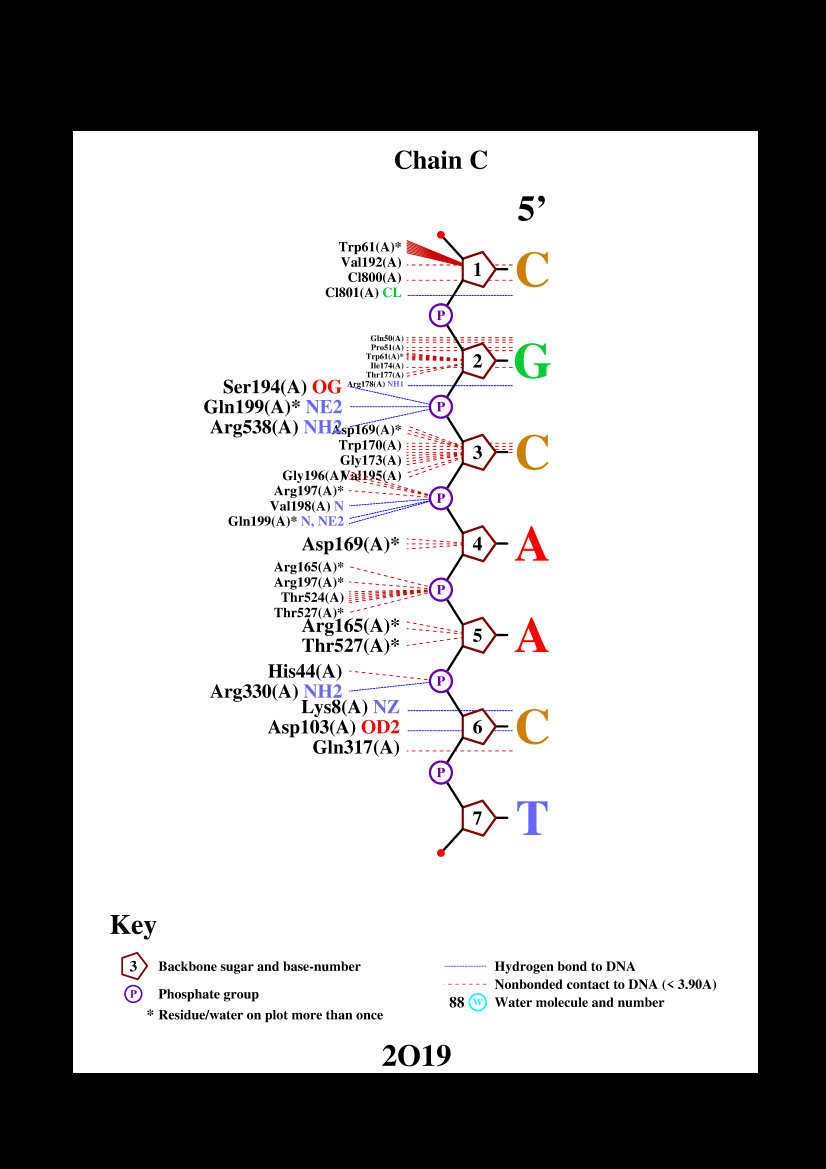 Chain C
5’
Trp61(A)*
Val192(A)
Cl800(A)
Cl801(A) CL
1 C
P
Gln50(A)
Pro51(A)
Trp61(A)*
Ile174(A)
Thr177(A)
Arg178(A) NH1
2 G
Ser194(A) OG
Gln199(A)* NE2
Arg538(A) NH2
P
Asp169(A)*
Trp170(A)
Gly173(A)
Val195(A)
3 C
Gly196(A)
Arg197(A)*
Val198(A) N
Gln199(A)* N, NE2
P
Asp169(A)*
4 A
Arg165(A)*
Arg197(A)*
Thr524(A)
Thr527(A)*
P
Arg165(A)*
Thr527(A)*
5 A
His44(A)
Arg330(A) NH2
P
Lys8(A) NZ
Asp103(A) OD2
Gln317(A)
6 C
P
7 T
Key
3 Backbone sugar and base-number
P Phosphate group
* Residue/water on plot more than once
Hydrogen bond to DNA
Nonbonded contact to DNA (< 3.90A)
88 W Water molecule and number
2O19